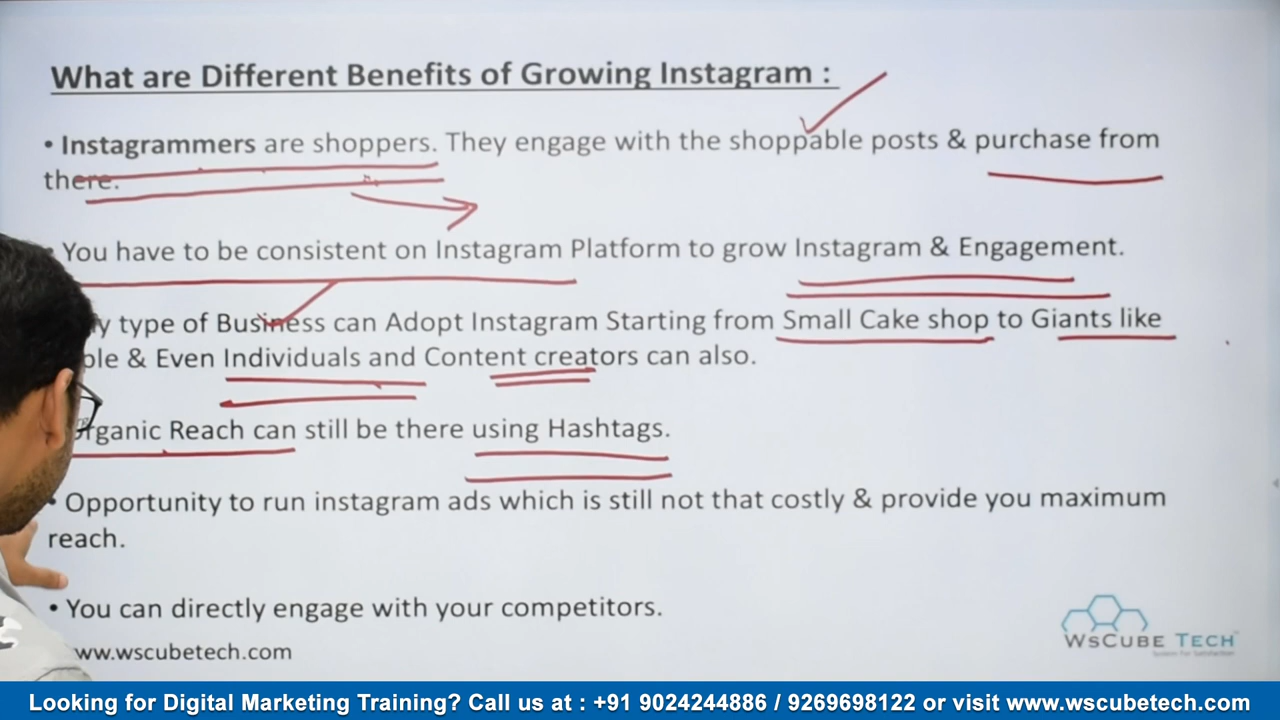 What are Different Benefits of Growing Instagram :
• Instagrammers are shoppers. They engage with the shoppable posts & purchase from
there.
You have to be consistent on Instagram Platform to grow Instagram & Engagement.
type of Business can Adopt Instagram Starting from Small Cake shop to Giants like
& Even Individuals and Content creators can also.
Organic Reach can still be there using Hashtags.
• Opportunity to run instagram ads which is still not that costly & provide you maximum
reach.
• You can directly engage with your competitors.
www.wscubetech.com
WsCube Tech
Looking for Digital Marketing Training? Call us at : +91 9024244886 / 9269698122 or visit www.wscubetech.com